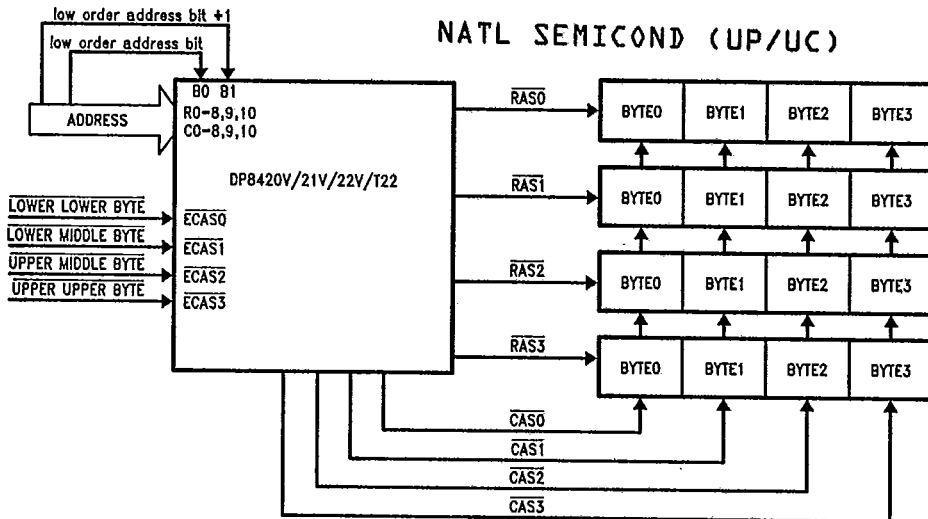 low order address bit +1
low order address bit
NATL SEMICOND (UP/UC)
B0 B1
R0-8,9,10
C0-8,9,10
ADDRESS
DP8420V/21V/22V/T22
LOWER LOWER BYTE
ECAS0
LOWER MIDDLE BYTE
ECAS1
UPPER MIDDLE BYTE
ECAS2
UPPER UPPER BYTE
ECAS3
RAS0
BYTE0 BYTE1 BYTE2 BYTE3
RAS1
BYTE0 BYTE1 BYTE2 BYTE3
RAS2
BYTE0 BYTE1 BYTE2 BYTE3
RAS3
BYTE0 BYTE1 BYTE2 BYTE3
CAS0
CAS1
CAS2
CAS3